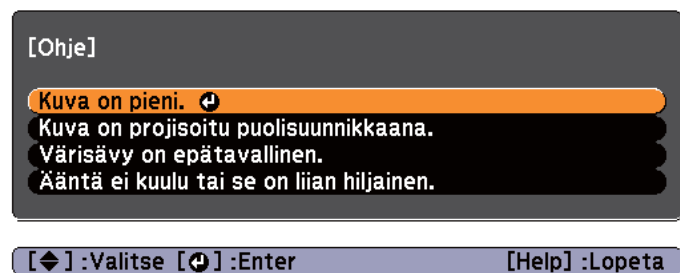 [Ohje]
Kuva on pieni.
Kuva on projisoitu puolisuunnikkaana.
Värisävy on epätavallinen.
Ääntä ei kuulu tai se on liian hiljainen.
[◆] :Valitse [↵] :Enter [Help] :Lopeta